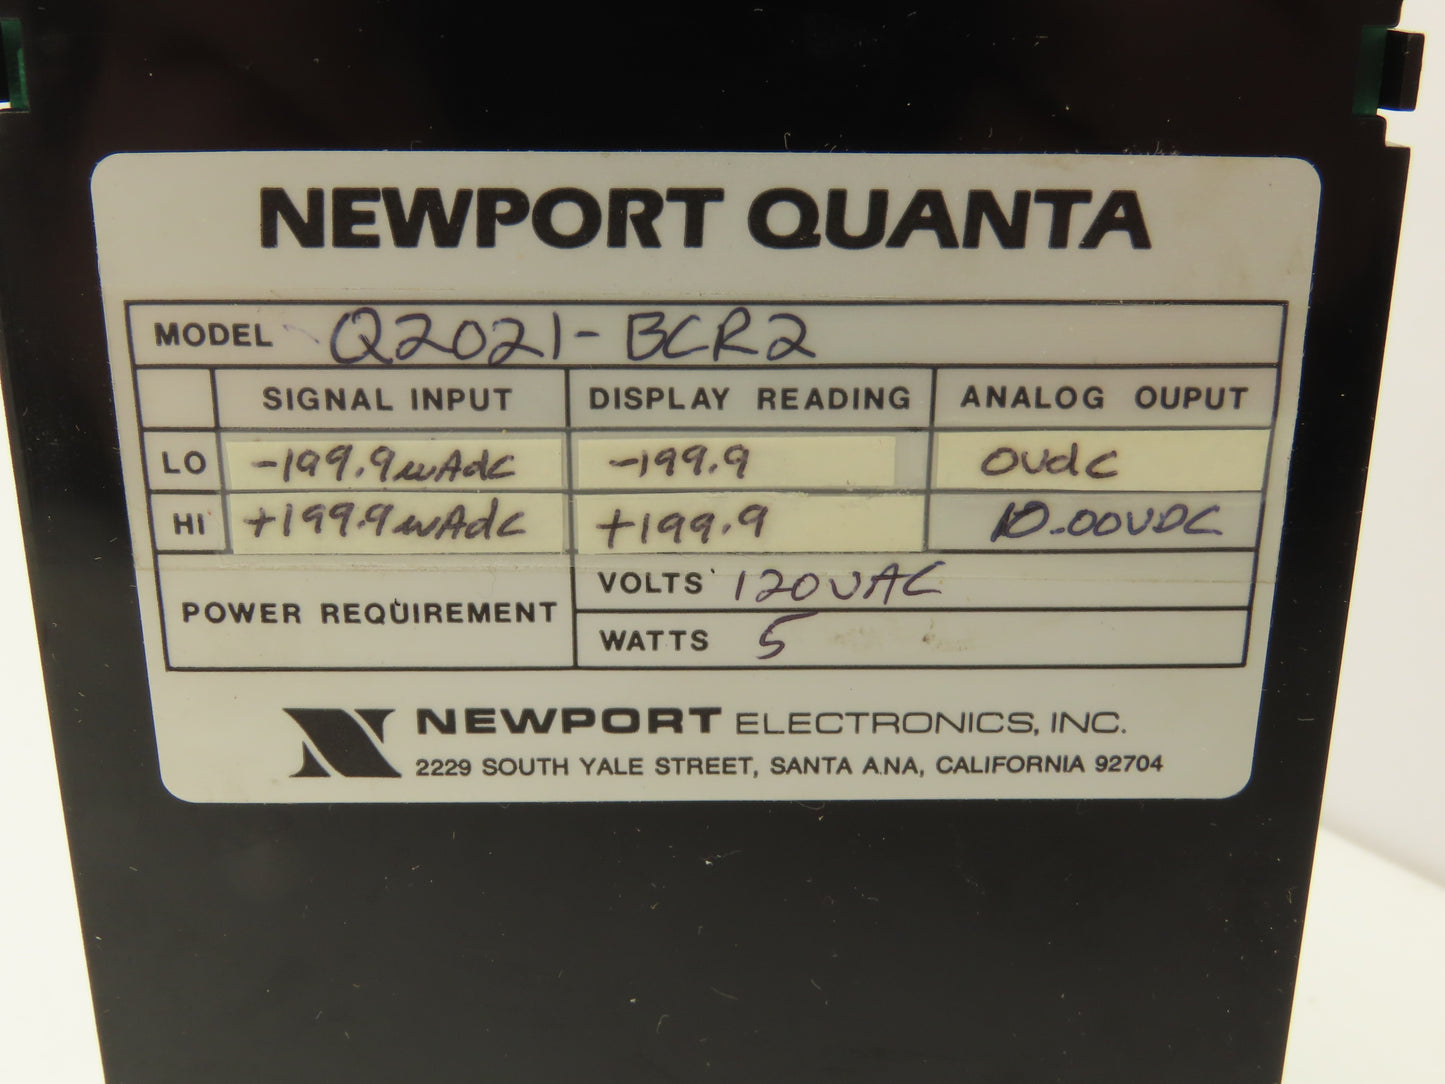 NEWPORT QUANTA
MODEL Q2021-BCR2
SIGNAL INPUT DISPLAY READING ANALOG OUPUT
LO -199.9mAdc -199.9 0vdc
HI +199.9mAdc +199.9 10.00VDC
POWER REQUIREMENT
VOLTS 120VAC
WATTS 5
NEWPORT ELECTRONICS, INC.
2229 SOUTH YALE STREET, SANTA ANA, CALIFORNIA 92704